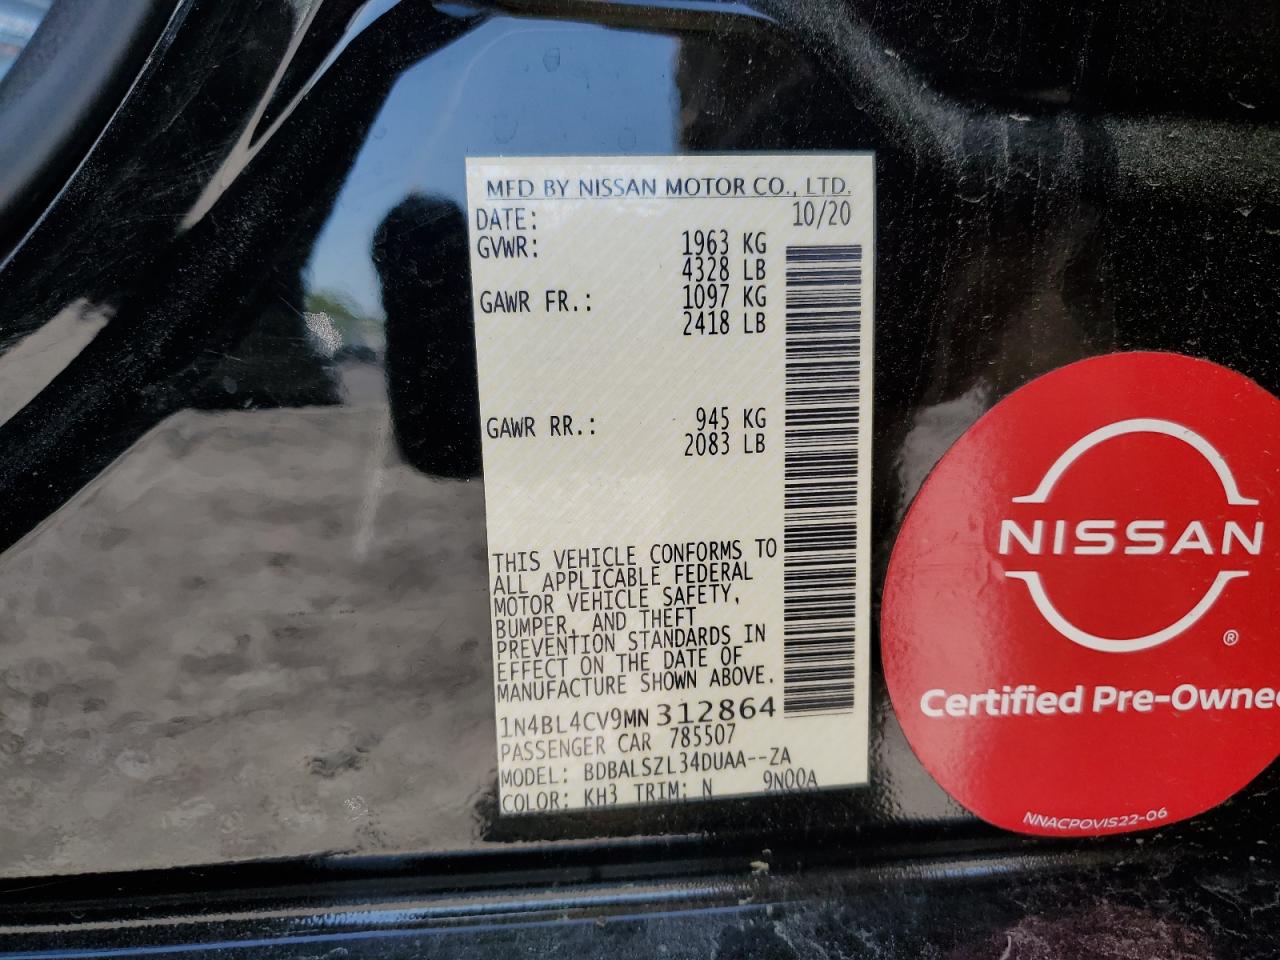 MFD BY NISSAN MOTOR CO., LTD.
DATE: 10/20
GVWR: 1963 KG
4328 LB
GAWR FR.: 1097 KG
2418 LB
GAWR RR.: 945 KG
2083 LB
THIS VEHICLE CONFORMS TO
ALL APPLICABLE FEDERAL
MOTOR VEHICLE SAFETY,
BUMPER, AND THEFT
PREVENTION STANDARDS IN
EFFECT ON THE DATE OF
MANUFACTURE SHOWN ABOVE.
1N4BL4CV9MN312864
PASSENGER CAR 785507
MODEL: BDBALSZL34DUAA--ZA
COLOR: KH3 TRIM: N 9N00A
NISSAN
®
Certified Pre-Owne
NNACPOVIS22-06